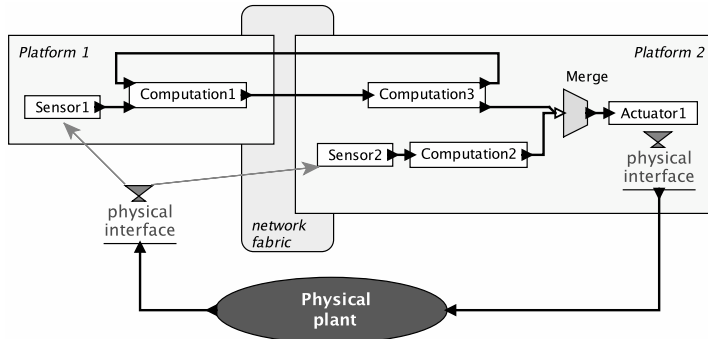 Platform 1
Platform 2
Merge
Sensor1
Computation1
Computation3
Actuator1
Sensor2
Computation2
physical
interface
physical
interface
network
fabric
Physical
plant